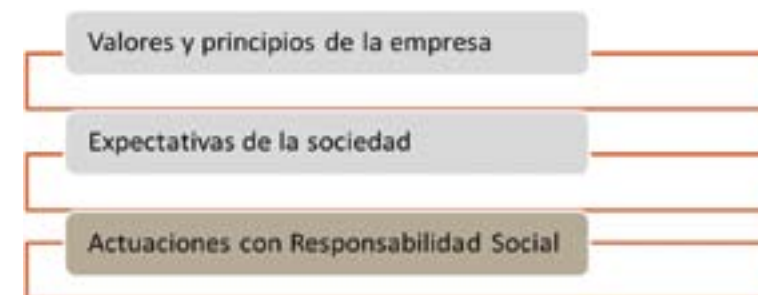 Valores y principios de la empresa
Expectativas de la sociedad
Actuaciones con Responsabilidad Social